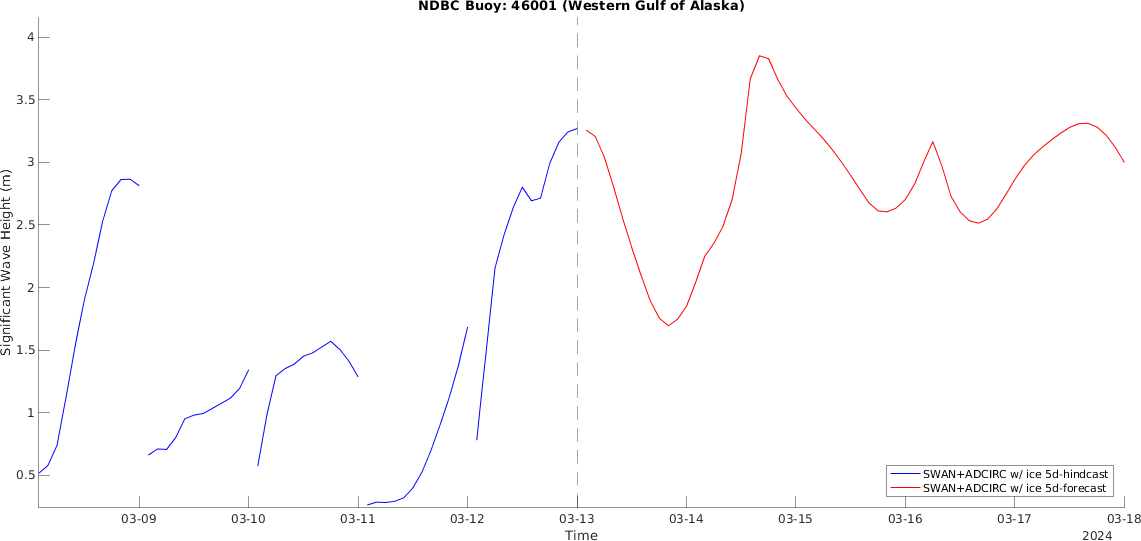 NDBC Buoy: 46001 (Western Gulf of Alaska)
4
3.5
3
2.5
2
1.5
1
0.5
Significant Wave Height (m)
SWAN+ADCIRC w/ ice 5d-hindcast
SWAN+ADCIRC w/ ice 5d-forecast
03-09 03-10 03-11 03-12 03-13 03-14 03-15 03-16 03-17 03-18
Time
2024